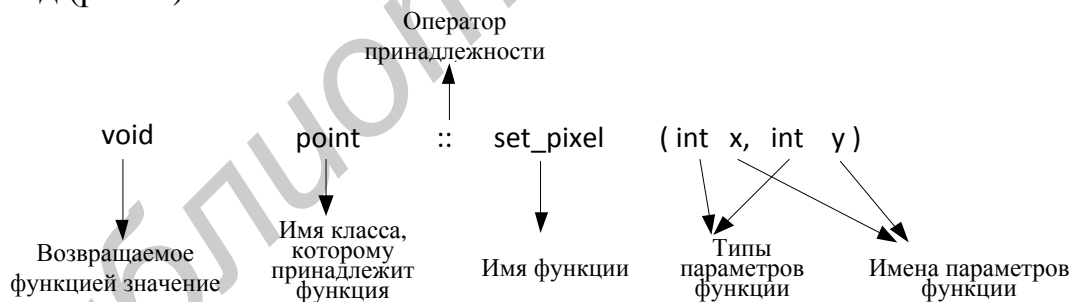 Оператор
принадлежности
void point :: set_pixel ( int x, int y )
Возвращаемое
функцией значение
Имя класса,
которому
принадлежит
функция
Имя функции
Типы
параметров
функции
Имена параметров
функции